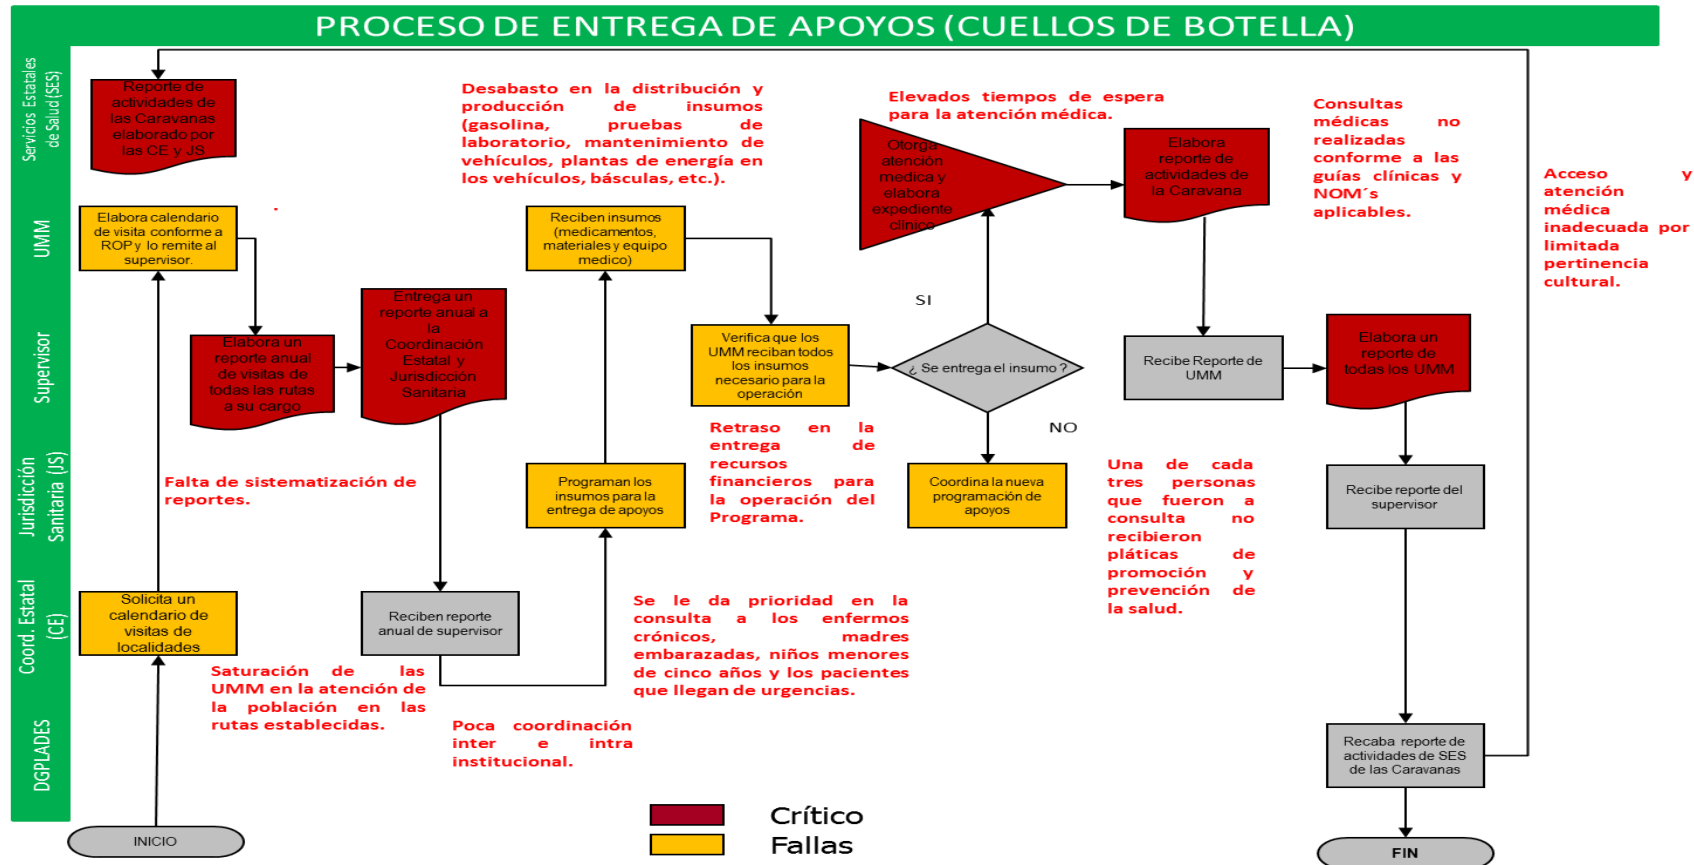 PROCESO DE ENTREGA DE APOYOS (CUELLOS DE BOTELLA)
Servicios Estatales
de Salud (SES)
Reporte de
actividades de
las Caravanas
elaborado por
las CE y JS
Desabasto en la distribución y
producción de insumos
(gasolina, pruebas de
laboratorio, mantenimiento de
vehículos, plantas de energía en
los vehículos, básculas, etc.).
Elevados tiempos de espera
para la atención médica.
Otorga
atención
medica y
elabora
expediente
clínico
Elabora
reporte de
actividades de
la Caravana
Consultas
médicas no
realizadas
conforme a las
guías clínicas y
NOM´s
aplicables.
Acceso y
atención
médica
inadecuada por
limitada
pertinencia
cultural.
UMM
Elabora calendario
de visita conforme a
ROP y lo remite al
supervisor.
.
Reciben insumos
(medicamentos,
materiales y equipo
medico)
SI
Supervisor
Elabora un
reporte anual
de visitas de
todas las rutas
a su cargo
Entrega un
reporte anual a
la
Coordinación
Estatal y
Jurisdicción
Sanitaria
Verifica que los
UMM reciban todos
los insumos
necesario para la
operación
¿ Se entrega el insumo ?
Recibe Reporte de
UMM
Elabora un
reporte de
todas los UMM
NO
Jurisdicción
Sanitaria (JS)
Falta de sistematización de
reportes.
Programan los
insumos para la
entrega de apoyos
Retraso en la
entrega de
recursos
financieros para
la operación del
Programa.
Coordina la nueva
programación de
apoyos
Una de cada
tres personas
que fueron a
consulta no
recibieron
pláticas de
promoción y
prevención de
la salud.
Recibe reporte del
supervisor
Coord. Estatal
(CE)
Solicita un
calendario de
visitas de
localidades
Reciben reporte
anual de supervisor
Se le da prioridad en la
consulta a los enfermos
crónicos, madres
embarazadas, niños menores
de cinco años y los pacientes
que llegan de urgencias.
DGPLADES
Saturación de las
UMM en la atención de
la población en las
rutas establecidas.
Poca coordinación
inter e intra
institucional.
Recaba reporte de
actividades de SES
de las Caravanas
INICIO
Crítico
Fallas
FIN